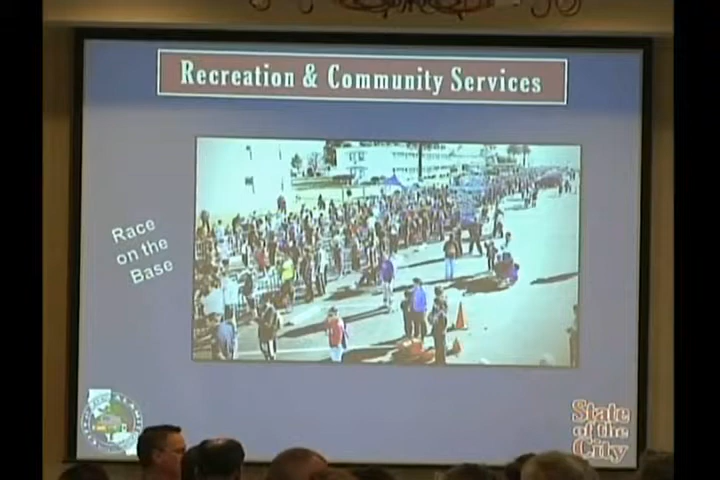 Recreation & Community Services
Race
on the
Base
State
of the
City